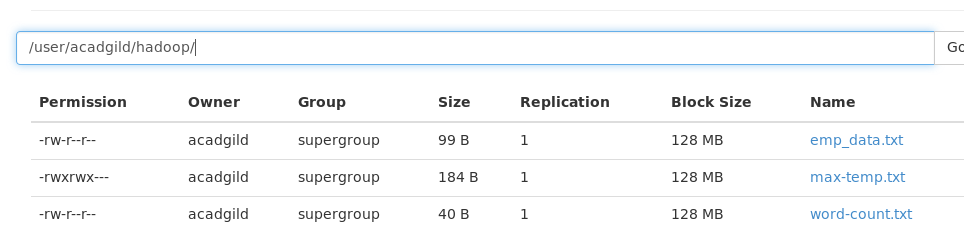 /user/acadgild/hadoop/ Go
Permission Owner Group Size Replication Block Size Name
-rw-r--r-- acadgild supergroup 99 B 1 128 MB emp_data.txt
-rwxrwx--- acadgild supergroup 184 B 1 128 MB max-temp.txt
-rw-r--r-- acadgild supergroup 40 B 1 128 MB word-count.txt